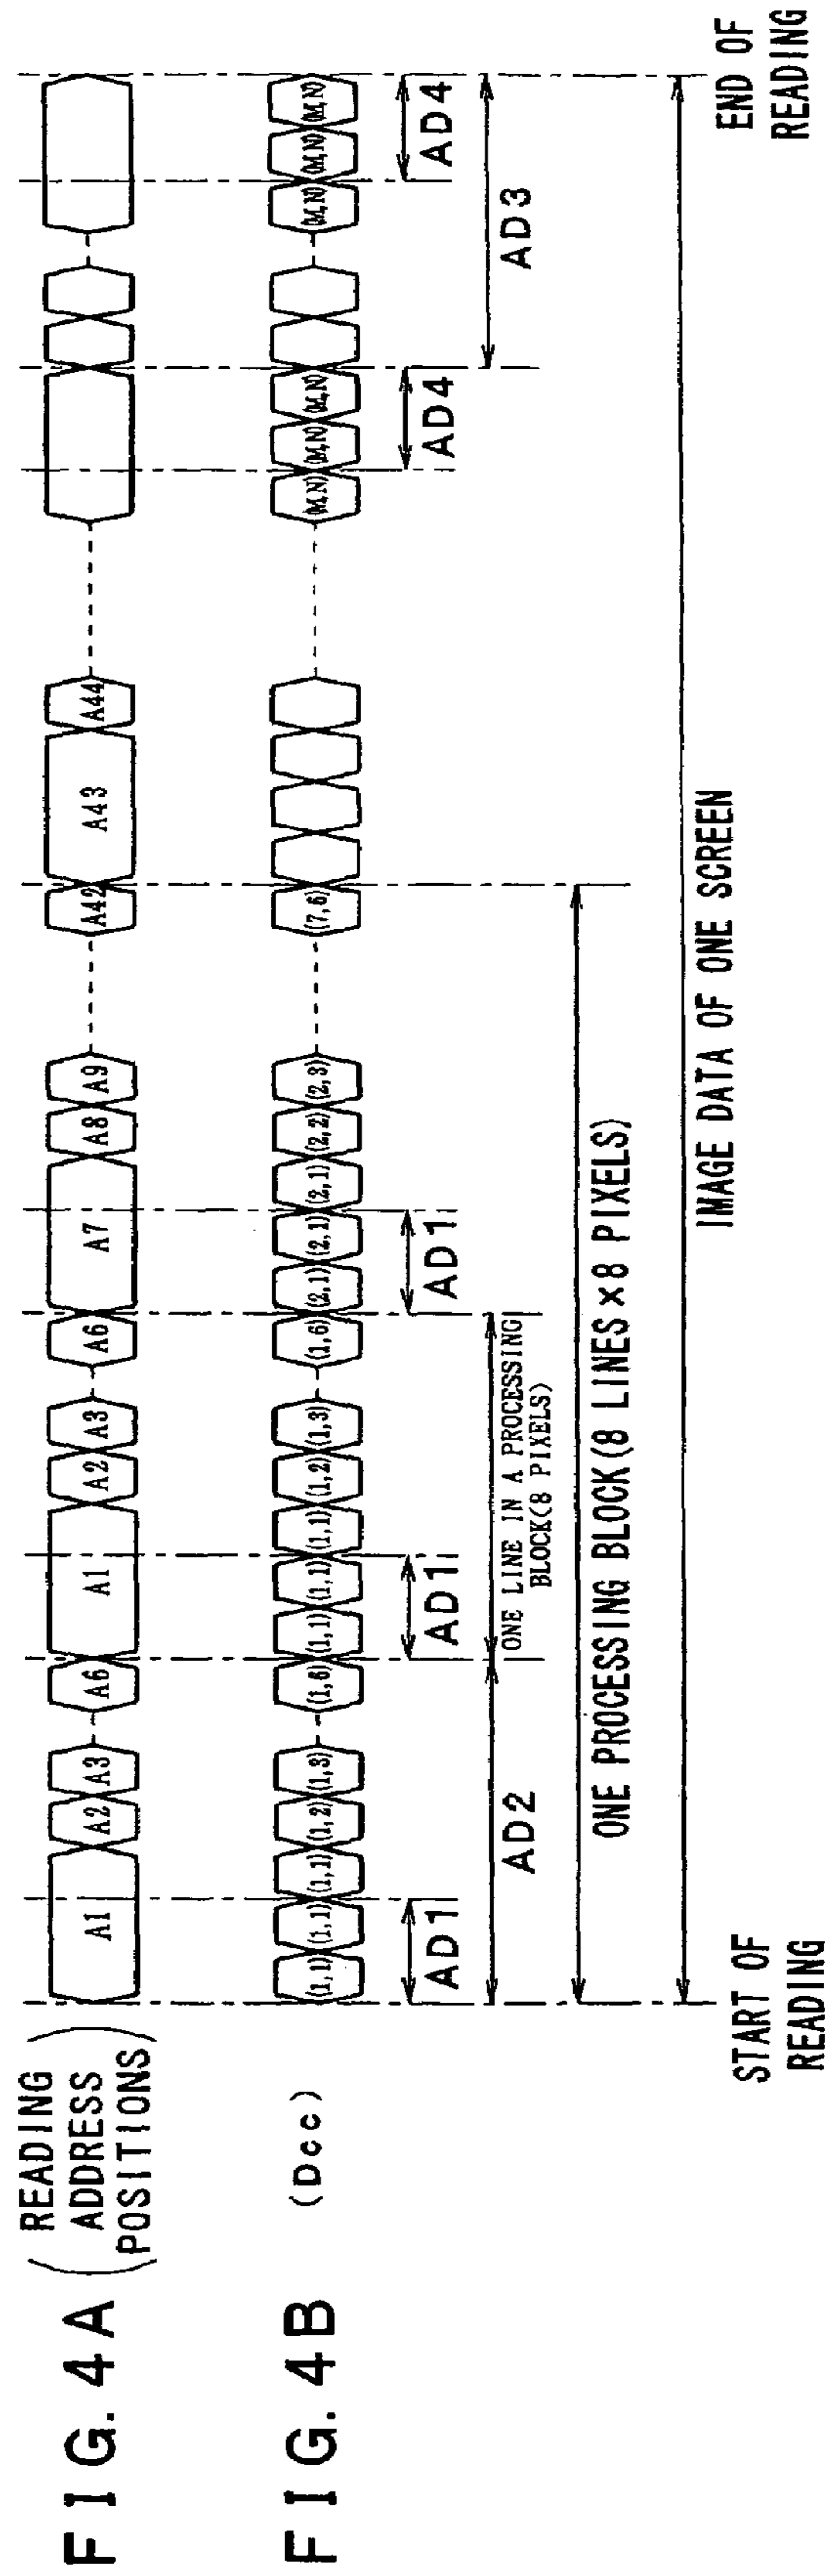 FIG. 4A
(READING
ADDRESS
POSITIONS)
A1 A2 A3 A6 A1 A2 A3 A6 A7 A8 A9 A42 A43 A44
FIG. 4B
(Dcc)
(1,1) (1,1) (1,1) (1,2) (1,3) (1,6) (1,1) (1,1) (1,1) (1,2) (1,3) (1,6) (2,1) (2,1) (2,1) (2,2) (2,3) (7,6) (M,N) (M,N) (M,N) (M,N) (M,N) (M,N)
AD1 AD1 AD1 AD4 AD4
AD2
ONE LINE IN A PROCESSING
BLOCK(8 PIXELS)
AD3
ONE PROCESSING BLOCK(8 LINES×8 PIXELS)
IMAGE DATA OF ONE SCREEN
START OF
READING
END OF
READING